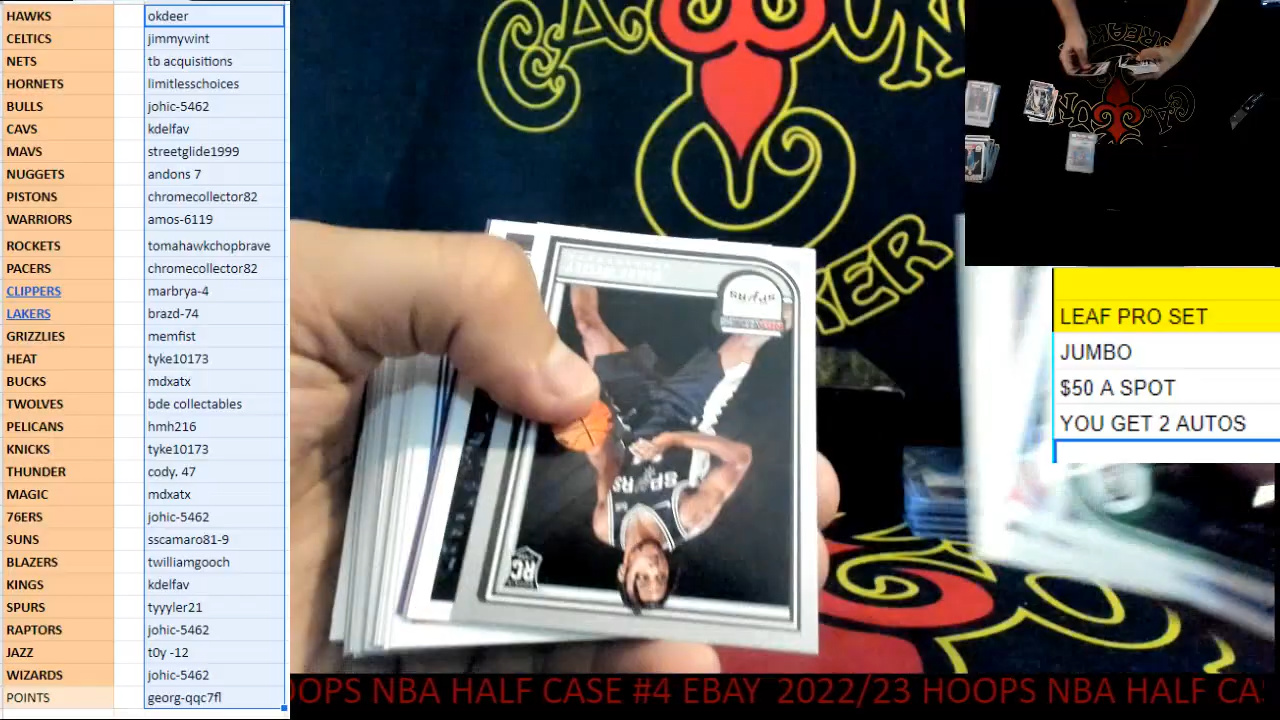 HAWKS okdeer
CELTICS jimmywint
NETS tb acquisitions
HORNETS limitlesschoices
BULLS johic-5462
CAVS kdelfav
MAVS streetglide1999
NUGGETS andons 7
PISTONS chromecollector82
WARRIORS amos-6119
ROCKETS tomahawkchopbrave
PACERS chromecollector82
CLIPPERS marbrya-4
LAKERS brazd-74
GRIZZLIES memfist
HEAT tyke10173
BUCKS mdxatx
TWOLVES bde collectables
PELICANS hmh216
KNICKS tyke10173
THUNDER cody. 47
MAGIC mdxatx
76ERS johic-5462
SUNS sscamaro81-9
BLAZERS twilliamgooch
KINGS kdelfav
SPURS tyyyler21
RAPTORS johic-5462
JAZZ t0y -12
WIZARDS johic-5462
POINTS georg-qqc7fl
SPURS
SPURS
RC
LEAF PRO SET
JUMBO
$50 A SPOT
YOU GET 2 AUTOS
OOPS NBA HALF CASE #4 EBAY 2022/23 HOOPS NBA HALF CA